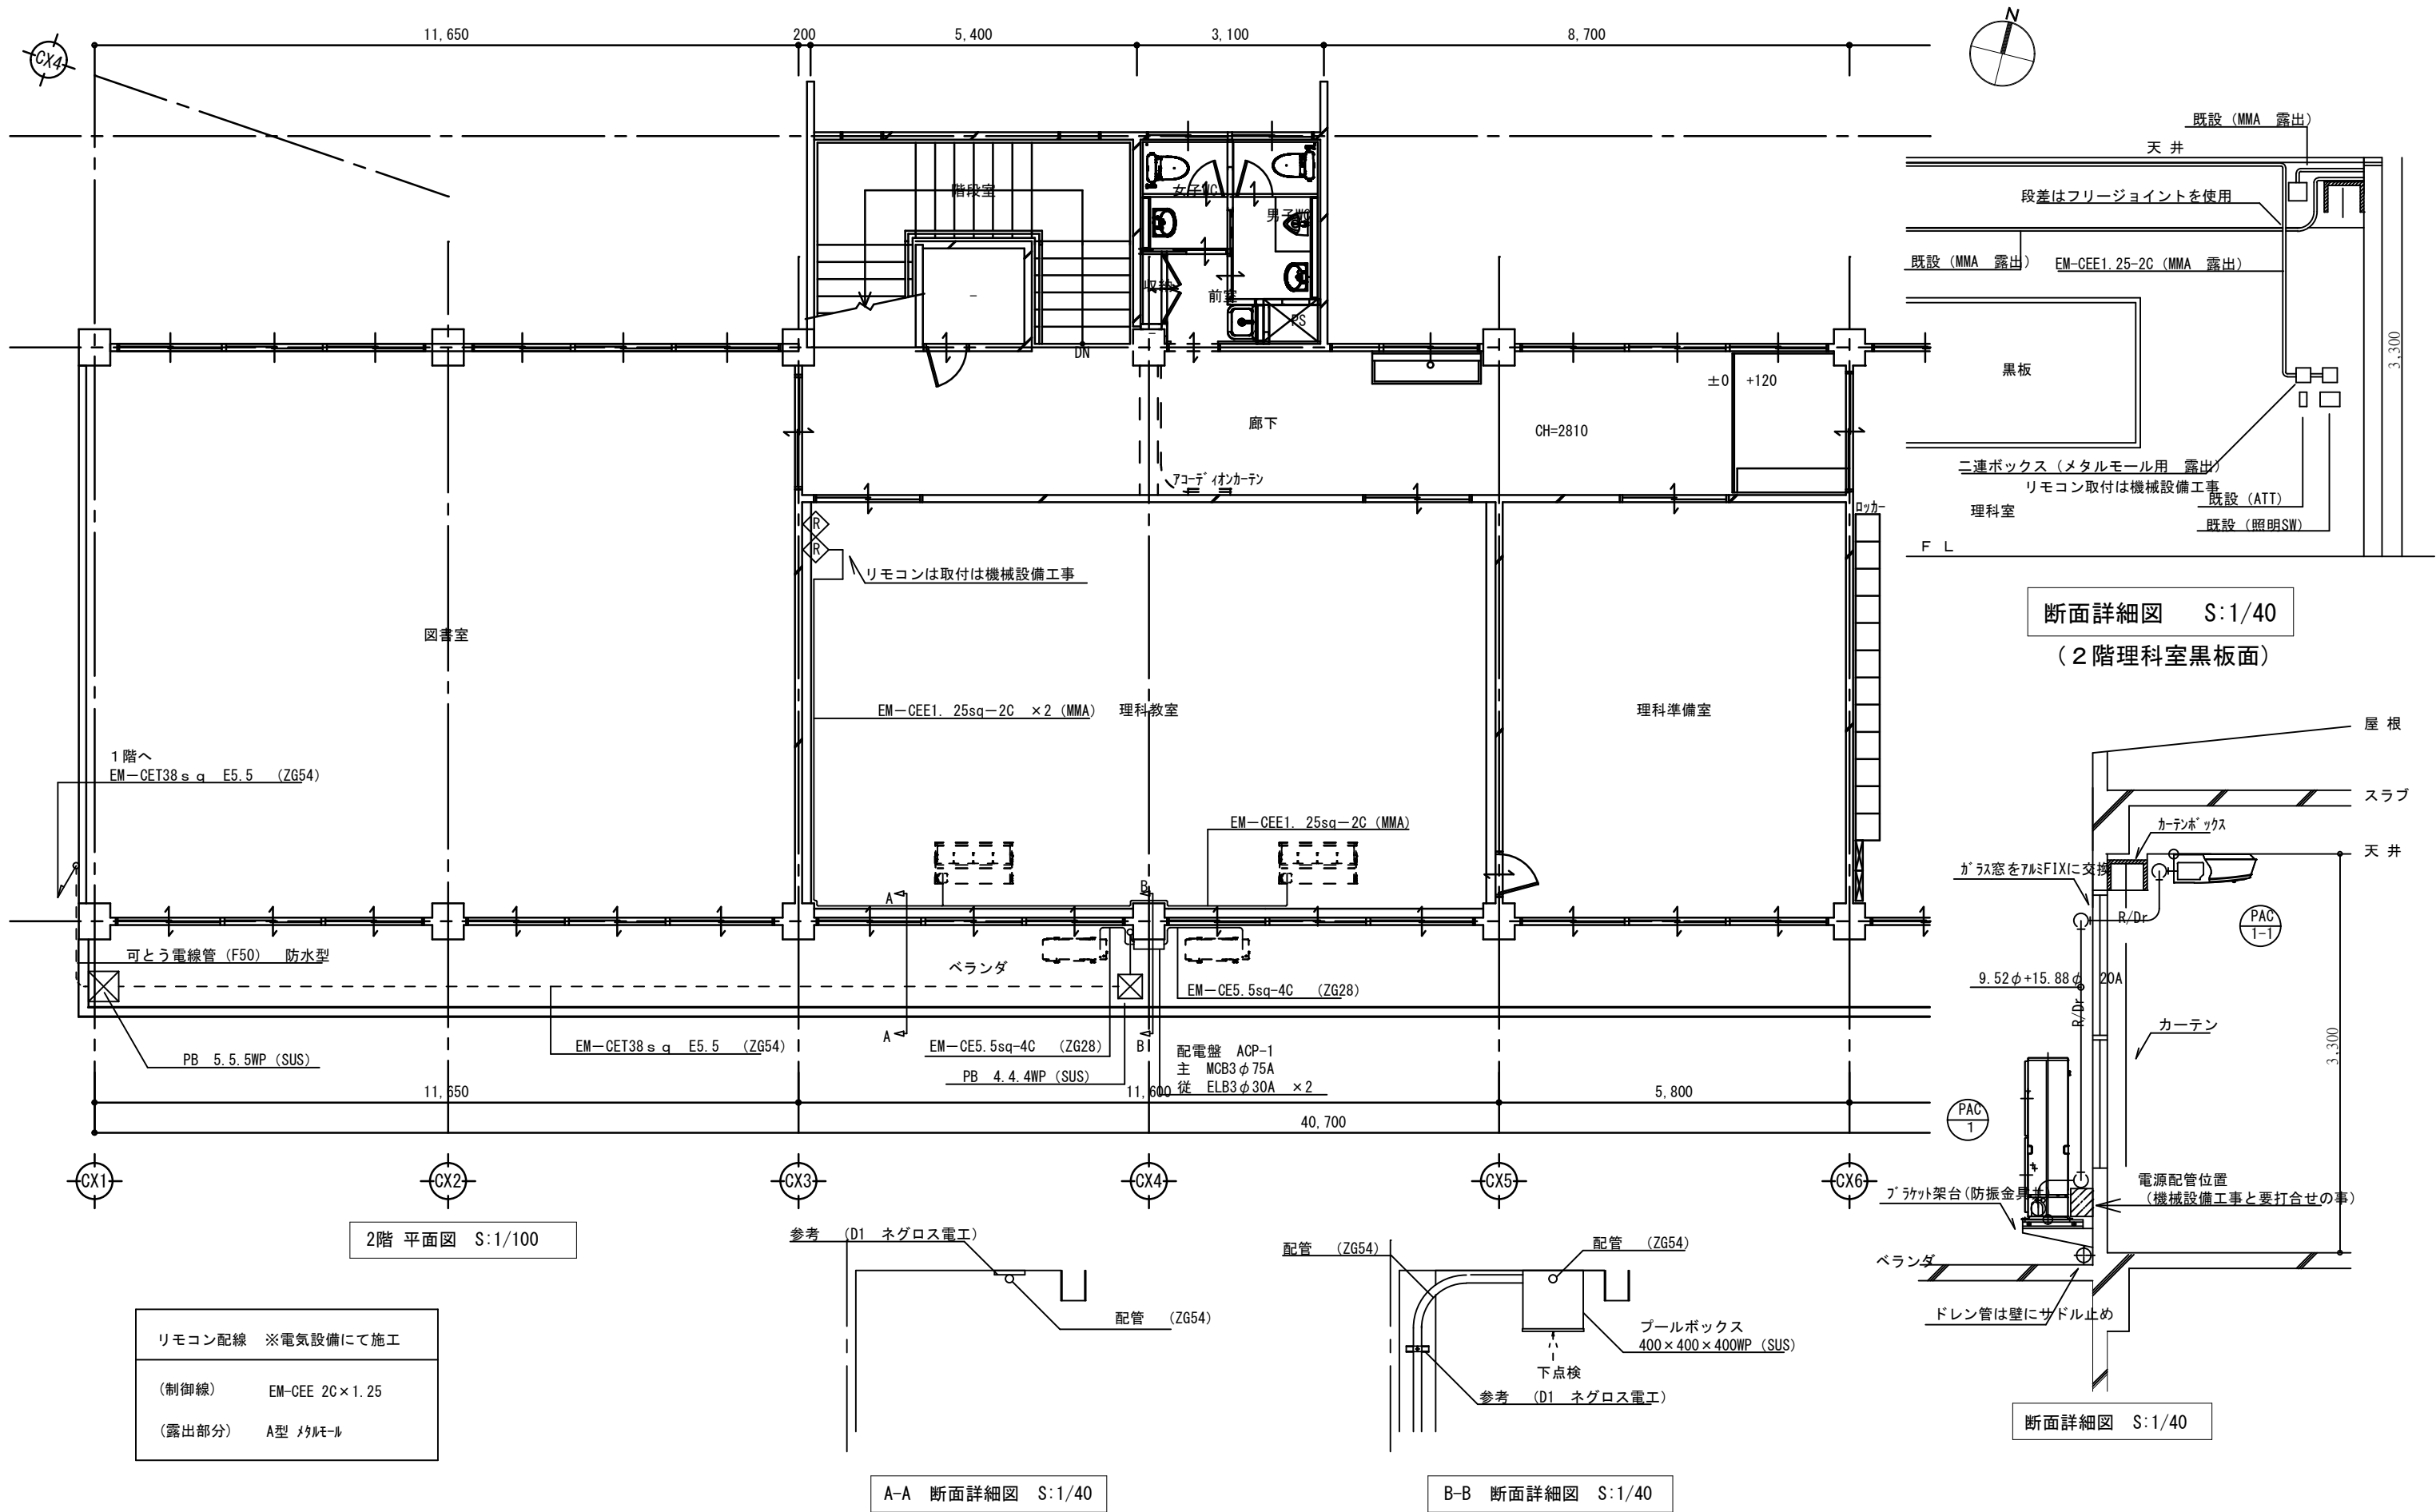 11,650
200
5,400
3,100
8,700
CX4
N
階段室
女子WC
男子WC
収納
前室
PS
DN
±0 +120
廊下
CH=2810
アコーディオンカーテン
ロッカー
R
R
リモコンは取付は機械設備工事
図書室
EM－CEE1. 25sq－2C ×2 (MMA)
理科教室
理科準備室
1階へ
EM－CET38ｓｑ E5.5 (ZG54)
EM－CEE1. 25sq－2C (MMA)
A
B
可とう電線管 (F50) 防水型
ベランダ
EM－CE5.5sq-4C (ZG28)
A
B
EM－CET38ｓｑ E5.5 (ZG54)
EM－CE5.5sq-4C (ZG28)
PB 5.5.5WP (SUS)
PB 4.4.4WP (SUS)
配電盤 ACP-1
主 MCB3φ75A
従 ELB3φ30A ×2
11,650
11,600
5,800
40,700
CX1
CX2
CX3
CX4
CX5
CX6
2階 平面図 S:1/100
リモコン配線 ※電気設備にて施工
(制御線) EM-CEE 2C×1.25
(露出部分) A型 メタルモール
参考 (D1 ネグロス電工)
配管 (ZG54)
A-A 断面詳細図 S:1/40
配管 (ZG54)
配管 (ZG54)
プールボックス
400×400×400WP (SUS)
下点検
参考 (D1 ネグロス電工)
B-B 断面詳細図 S:1/40
既設 (MMA 露出)
天 井
段差はフリージョイントを使用
既設 (MMA 露出)
EM-CEE1.25-2C (MMA 露出)
3,300
黒板
二連ボックス (メタルモール用 露出)
リモコン取付は機械設備工事
既設 (ATT)
理科室
既設 (照明SW)
Ｆ Ｌ
断面詳細図 S:1/40
(２階理科室黒板面)
屋 根
スラブ
カーテンボックス
天 井
ガラス窓をアルミFIXに交換
R/Dr
PAC
1-1
9.52φ+15.88φ 20A
R/Dr
カーテン
3,300
PAC
1
電源配管位置
(機械設備工事と要打合せの事)
ブラケット架台(防振金具共
ベランダ
ドレン管は壁にサドル止め
断面詳細図 S:1/40